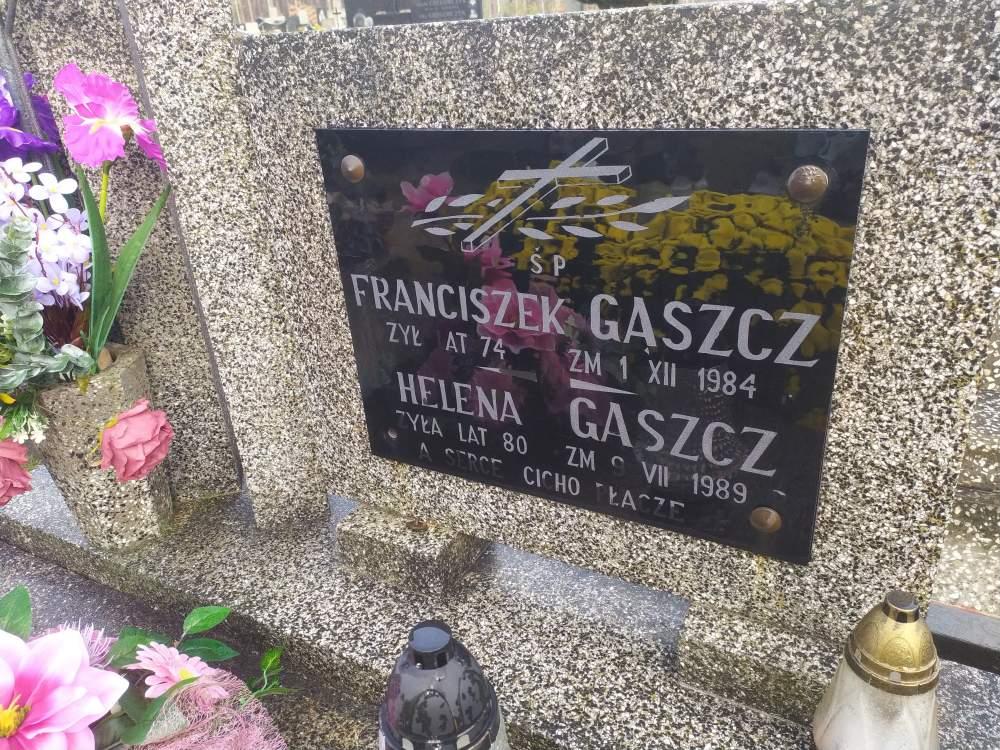 ŚP
FRANCISZEK GĄSZCZ
ŻYŁ LAT 74 ZM 1 XII 1984
HELENA GĄSZCZ
ŻYŁA LAT 80 ZM 9 VII 1989
A SERCE CICHO PŁACZE